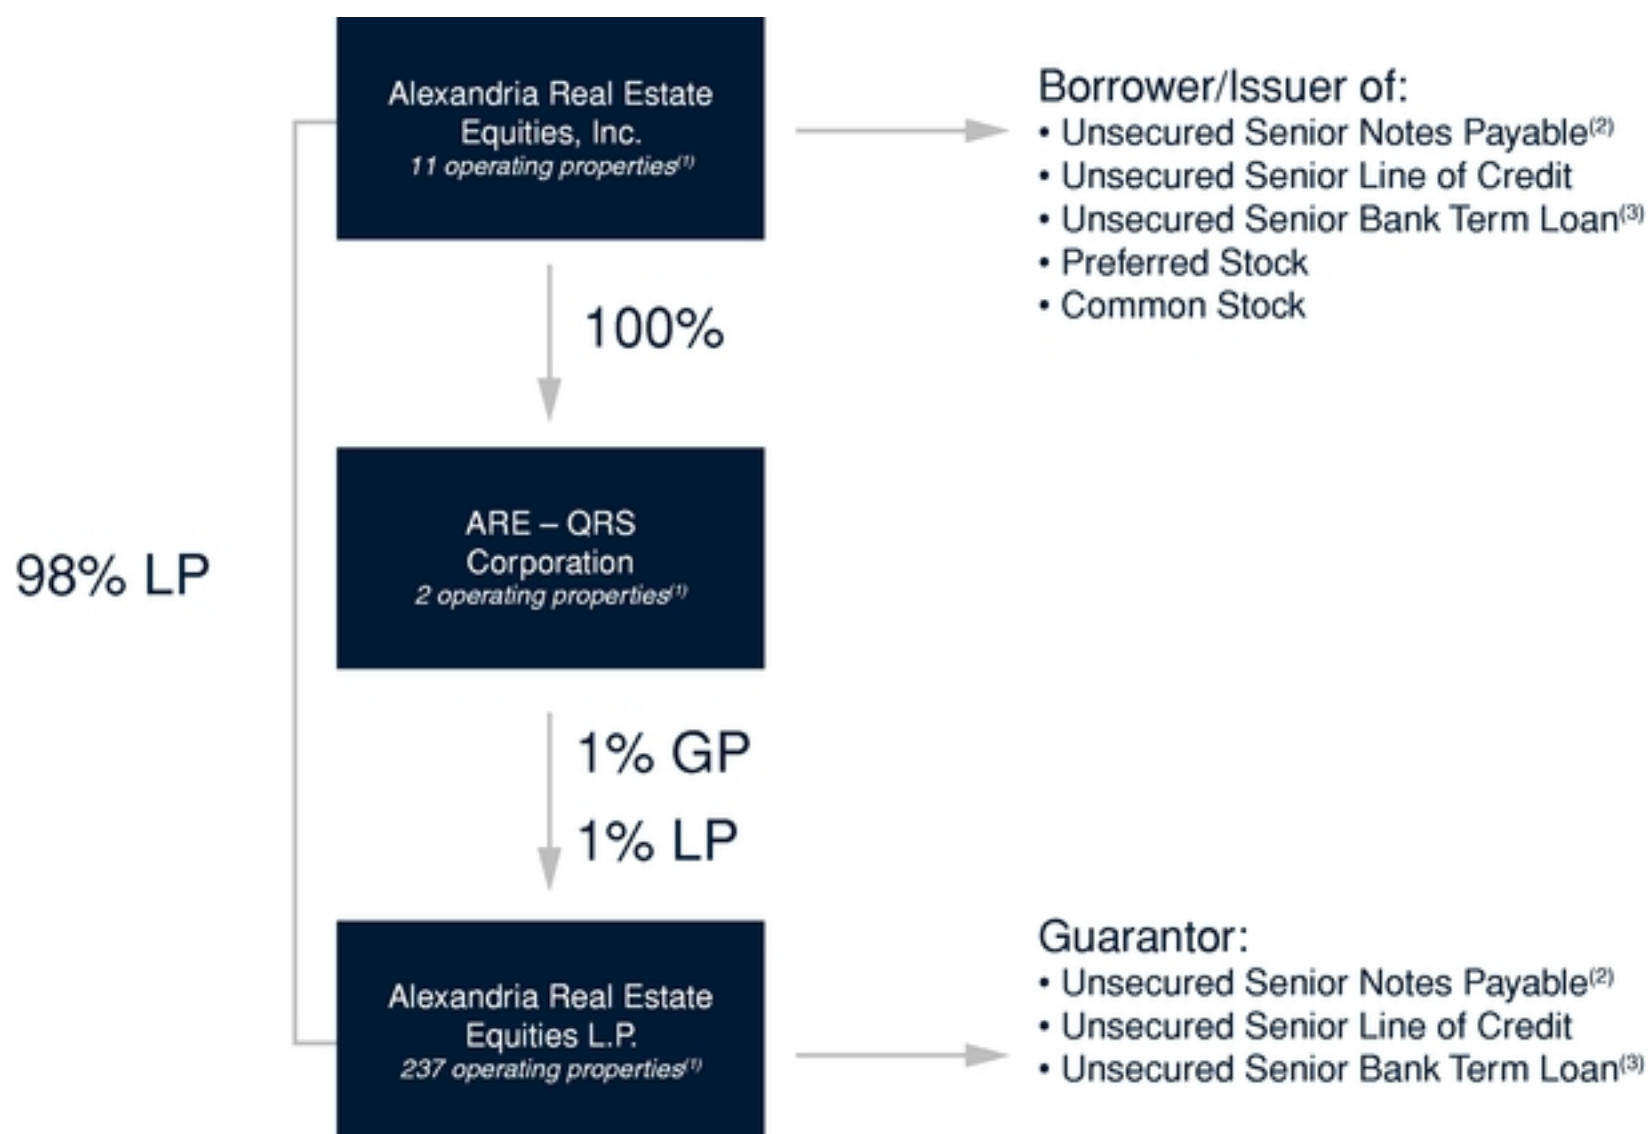 Alexandria Real Estate
Equities, Inc.
11 operating properties(1)
Borrower/Issuer of:
• Unsecured Senior Notes Payable(2)
• Unsecured Senior Line of Credit
• Unsecured Senior Bank Term Loan(3)
• Preferred Stock
• Common Stock
100%
ARE – QRS
Corporation
2 operating properties(1)
98% LP
1% GP
1% LP
Alexandria Real Estate
Equities L.P.
237 operating properties(1)
Guarantor:
• Unsecured Senior Notes Payable(2)
• Unsecured Senior Line of Credit
• Unsecured Senior Bank Term Loan(3)